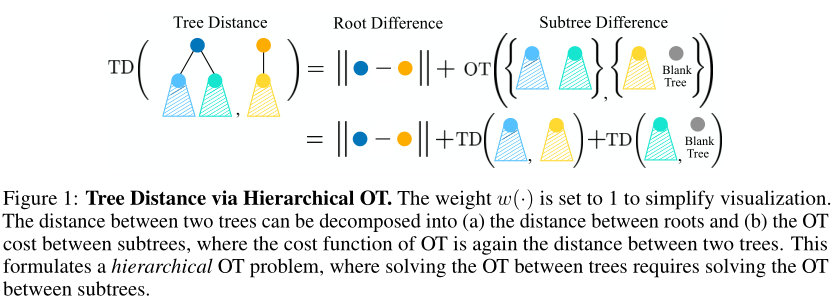 Tree Distance Root Difference Subtree Difference
TD( , ) = || − || + OT({ , }, { Blank Tree })
= || − || + TD( , ) + TD( , Blank Tree )
Figure 1: Tree Distance via Hierarchical OT. The weight w(·) is set to 1 to simplify visualization.
The distance between two trees can be decomposed into (a) the distance between roots and (b) the OT
cost between subtrees, where the cost function of OT is again the distance between two trees. This
formulates a hierarchical OT problem, where solving the OT between trees requires solving the OT
between subtrees.